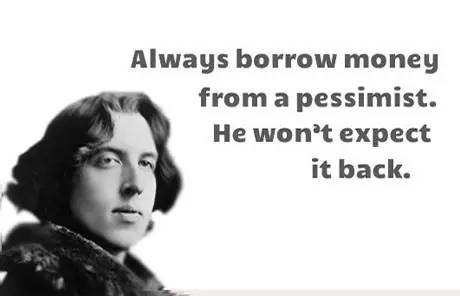 Always borrow money
from a pessimist.
He won't expect
it back.